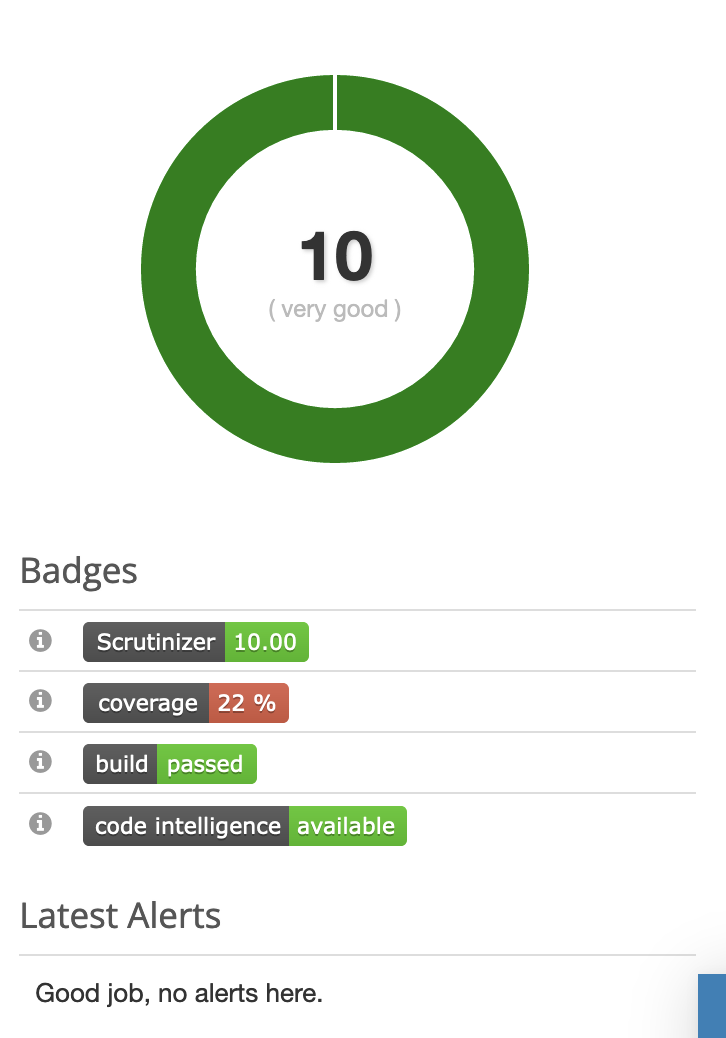 10
( very good )
Badges
Scrutinizer 10.00
coverage 22 %
build passed
code intelligence available
Latest Alerts
Good job, no alerts here.